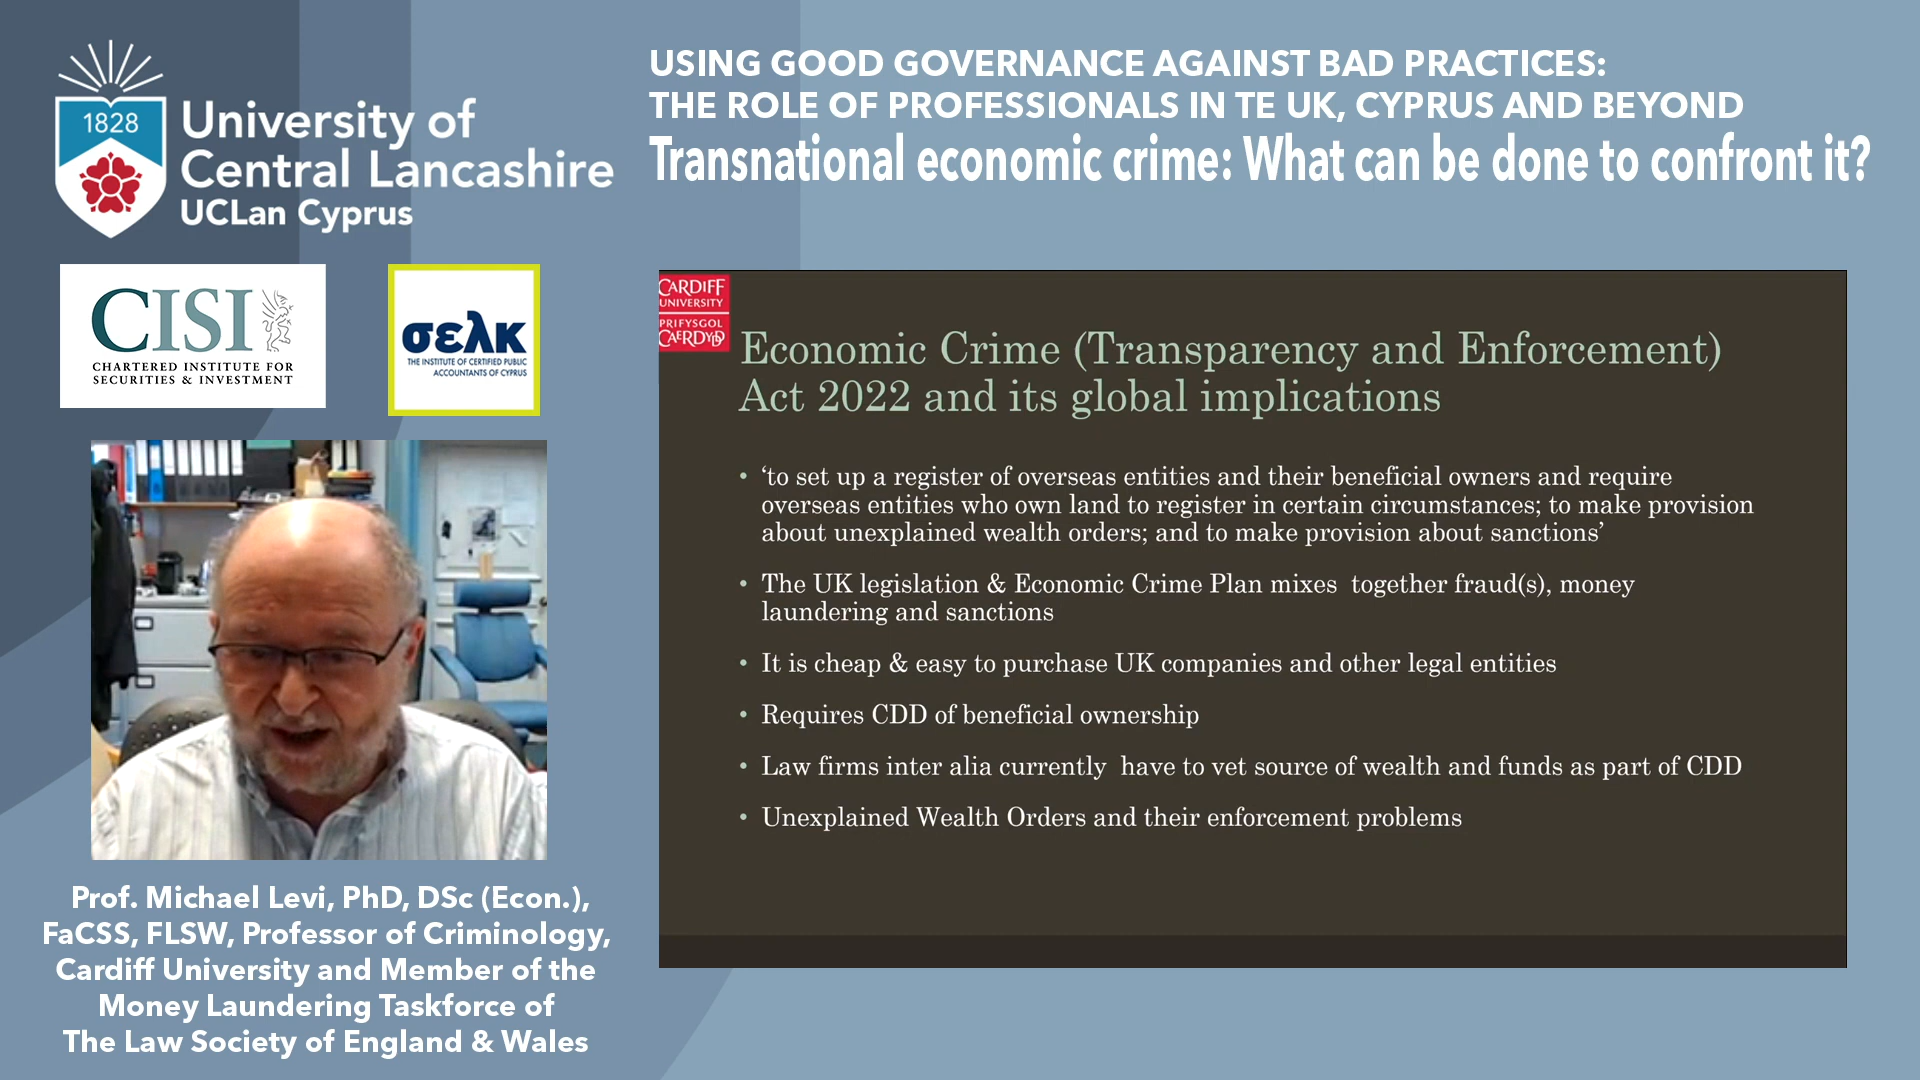 1828
University of
Central Lancashire
UCLan Cyprus
USING GOOD GOVERNANCE AGAINST BAD PRACTICES:
THE ROLE OF PROFESSIONALS IN TE UK, CYPRUS AND BEYOND
Transnational economic crime: What can be done to confront it?
CISI
CHARTERED INSTITUTE FOR
SECURITIES & INVESTMENT
σελκ
THE INSTITUTE OF CERTIFIED PUBLIC
ACCOUNTANTS OF CYPRUS
CARDIFF
UNIVERSITY
PRIFYSGOL
CAERDYDD
Economic Crime (Transparency and Enforcement)
Act 2022 and its global implications
• ‘to set up a register of overseas entities and their beneficial owners and require
overseas entities who own land to register in certain circumstances; to make provision
about unexplained wealth orders; and to make provision about sanctions’
• The UK legislation & Economic Crime Plan mixes together fraud(s), money
laundering and sanctions
• It is cheap & easy to purchase UK companies and other legal entities
• Requires CDD of beneficial ownership
• Law firms inter alia currently have to vet source of wealth and funds as part of CDD
• Unexplained Wealth Orders and their enforcement problems
Prof. Michael Levi, PhD, DSc (Econ.),
FaCSS, FLSW, Professor of Criminology,
Cardiff University and Member of the
Money Laundering Taskforce of
The Law Society of England & Wales